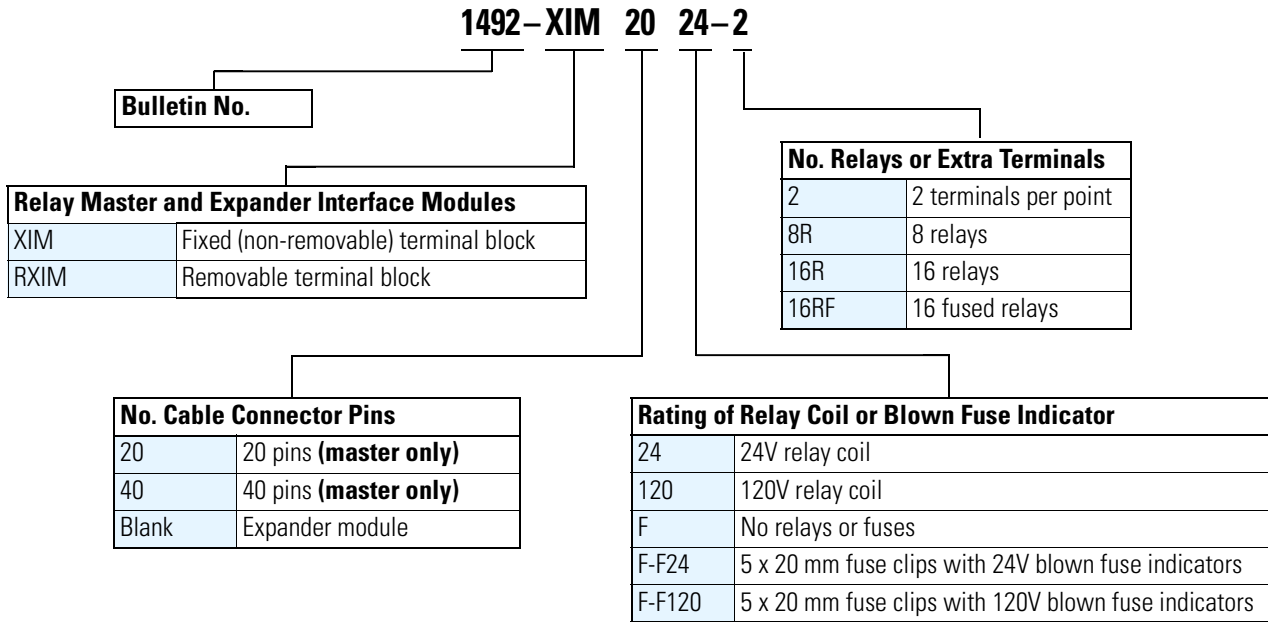 1492–XIM 20 24–2
Bulletin No.
No. Relays or Extra Terminals
2 2 terminals per point
8R 8 relays
16R 16 relays
16RF 16 fused relays
Relay Master and Expander Interface Modules
XIM Fixed (non-removable) terminal block
RXIM Removable terminal block
No. Cable Connector Pins
20 20 pins (master only)
40 40 pins (master only)
Blank Expander module
Rating of Relay Coil or Blown Fuse Indicator
24 24V relay coil
120 120V relay coil
F No relays or fuses
F-F24 5 x 20 mm fuse clips with 24V blown fuse indicators
F-F120 5 x 20 mm fuse clips with 120V blown fuse indicators